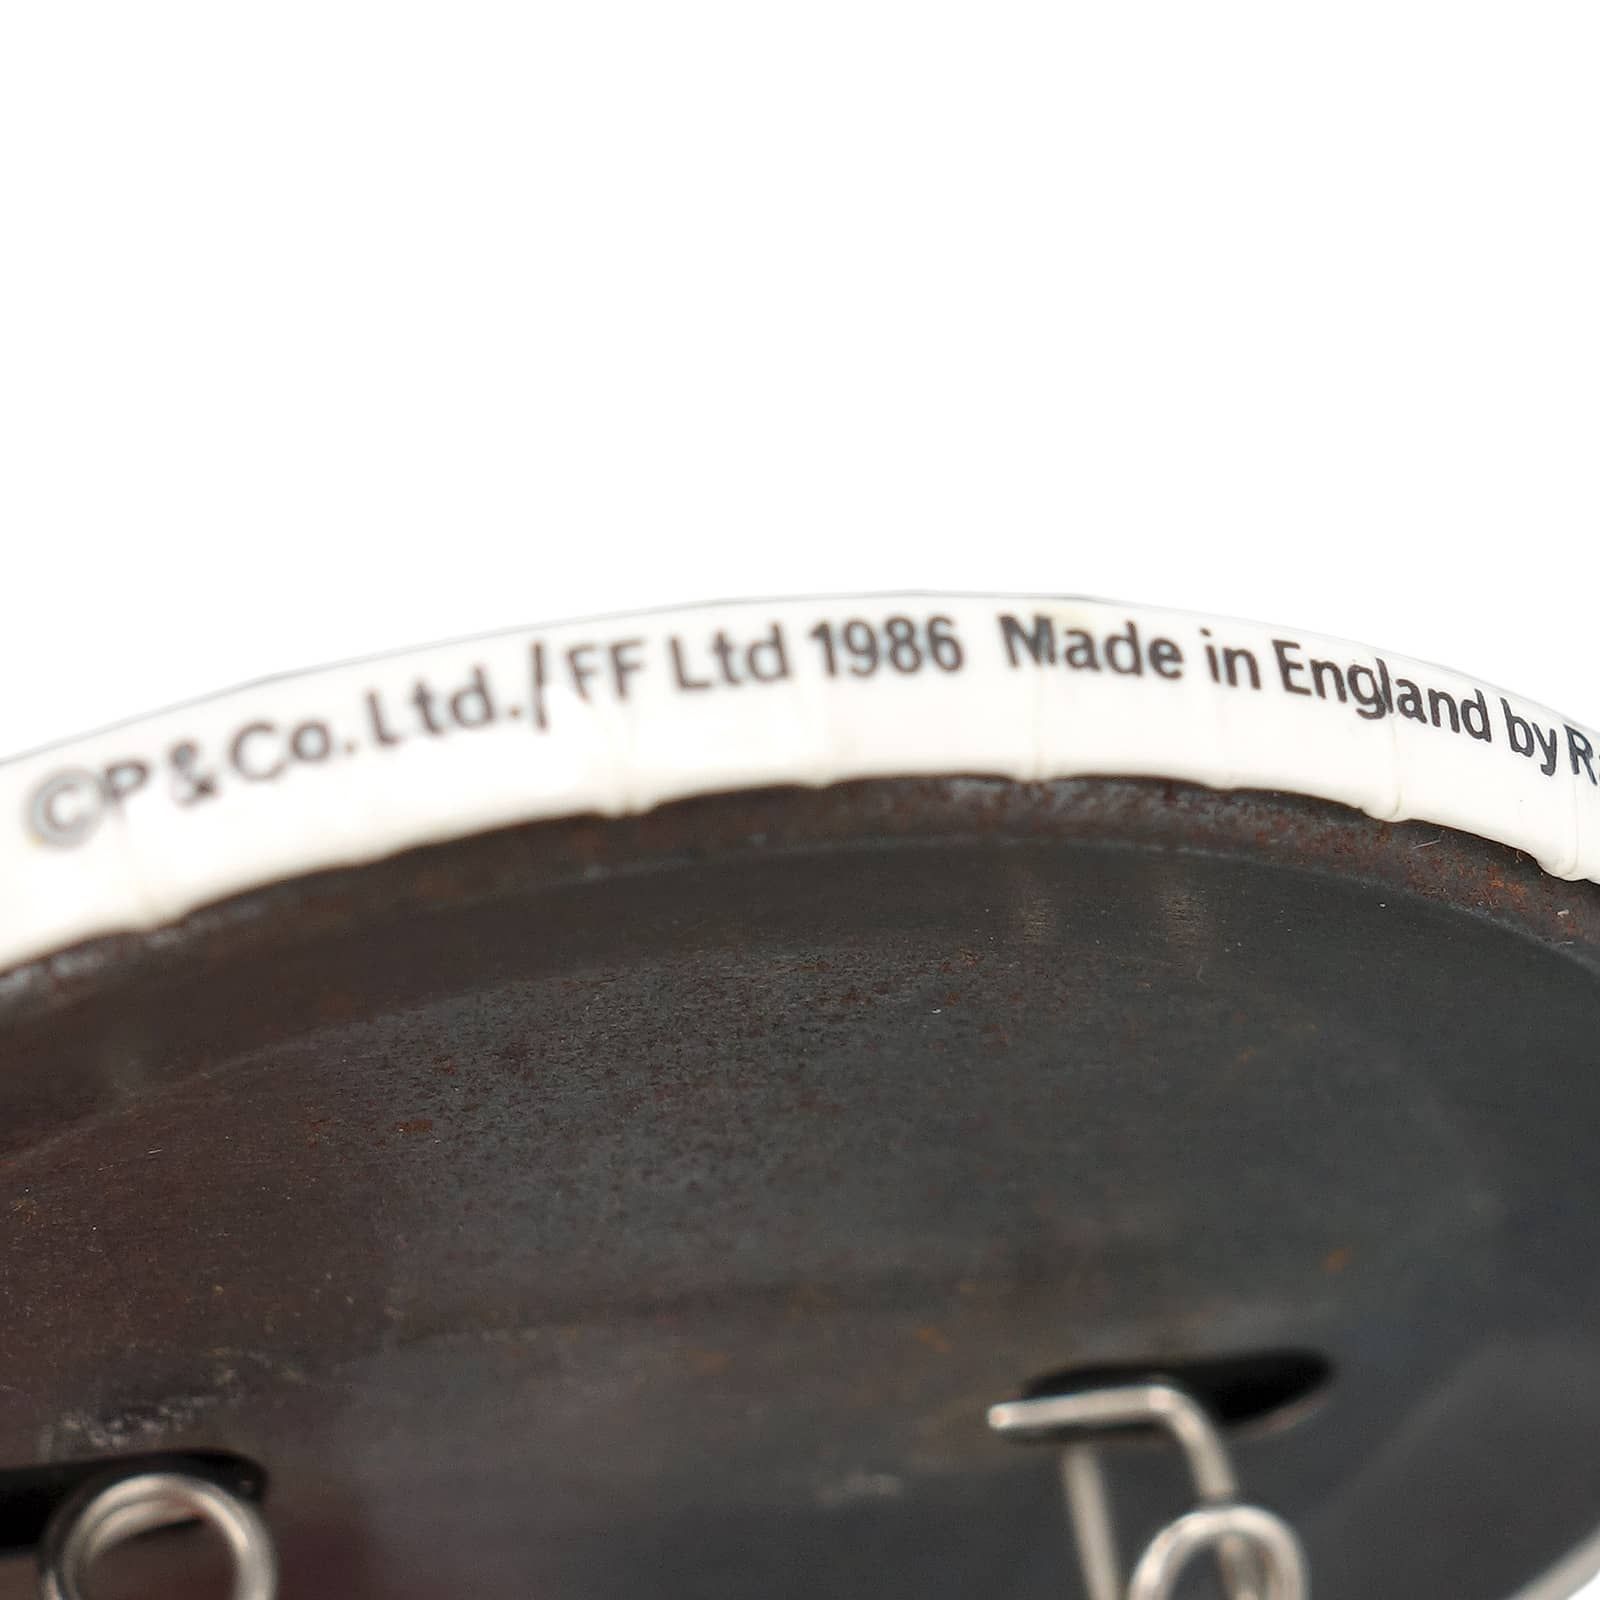 ©P & Co. Ltd./FF Ltd 1986 Made in England by